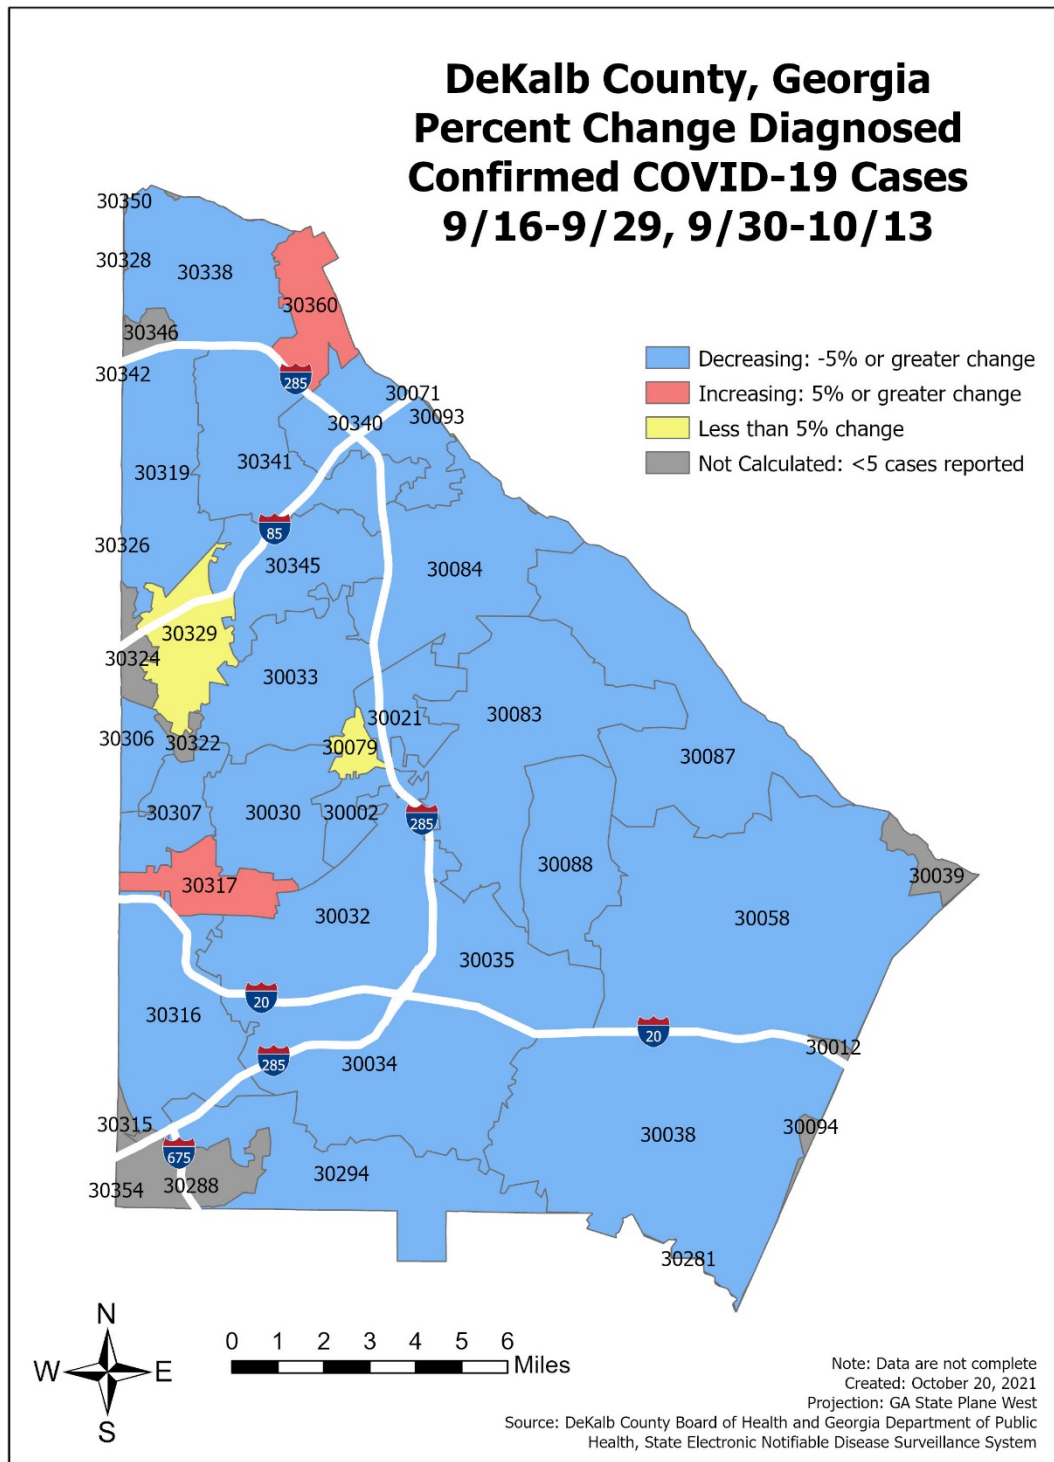 DeKalb County, Georgia
Percent Change Diagnosed
Confirmed COVID-19 Cases
9/16-9/29, 9/30-10/13
Decreasing: -5% or greater change
Increasing: 5% or greater change
Less than 5% change
Not Calculated: <5 cases reported
30350
30328
30338
30360
30346
30342
285
30071
30093
30340
30319
30341
85
30326
30345
30084
30329
30324
30033
30306
30322
30021
30079
30083
30087
30307
30030
30002
285
30088
30317
30039
30032
30058
30035
20
30316
20
30012
285
30034
30315
30094
30038
675
30354
30288
30294
30281
N
W
E
S
0 1 2 3 4 5 6
Miles
Note: Data are not complete
Created: October 20, 2021
Projection: GA State Plane West
Source: DeKalb County Board of Health and Georgia Department of Public
Health, State Electronic Notifiable Disease Surveillance System